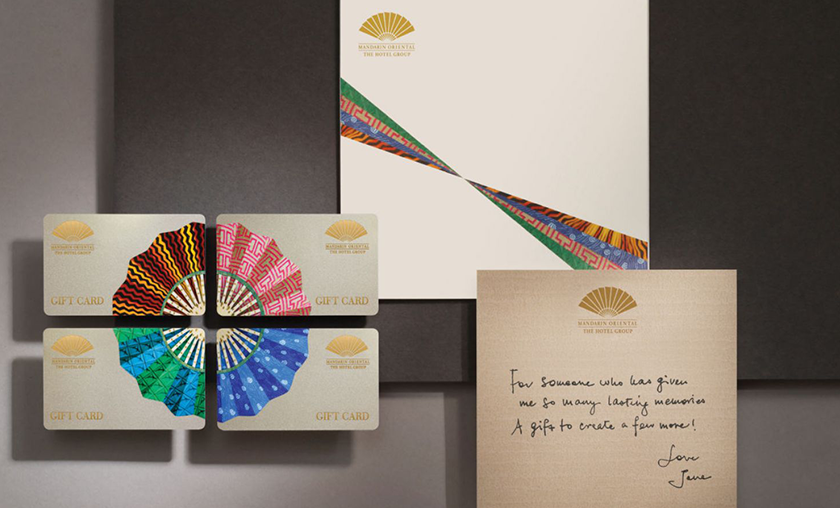 MANDARIN ORIENTAL
THE HOTEL GROUP
MANDARIN ORIENTAL
THE HOTEL GROUP
GIFT CARD
MANDARIN ORIENTAL
THE HOTEL GROUP
GIFT CARD
MANDARIN ORIENTAL
THE HOTEL GROUP
GIFT CARD
MANDARIN ORIENTAL
THE HOTEL GROUP
GIFT CARD
MANDARIN ORIENTAL
THE HOTEL GROUP
For someone who has given
me so many lasting memories
A gift to create a few more!
Love
Jane